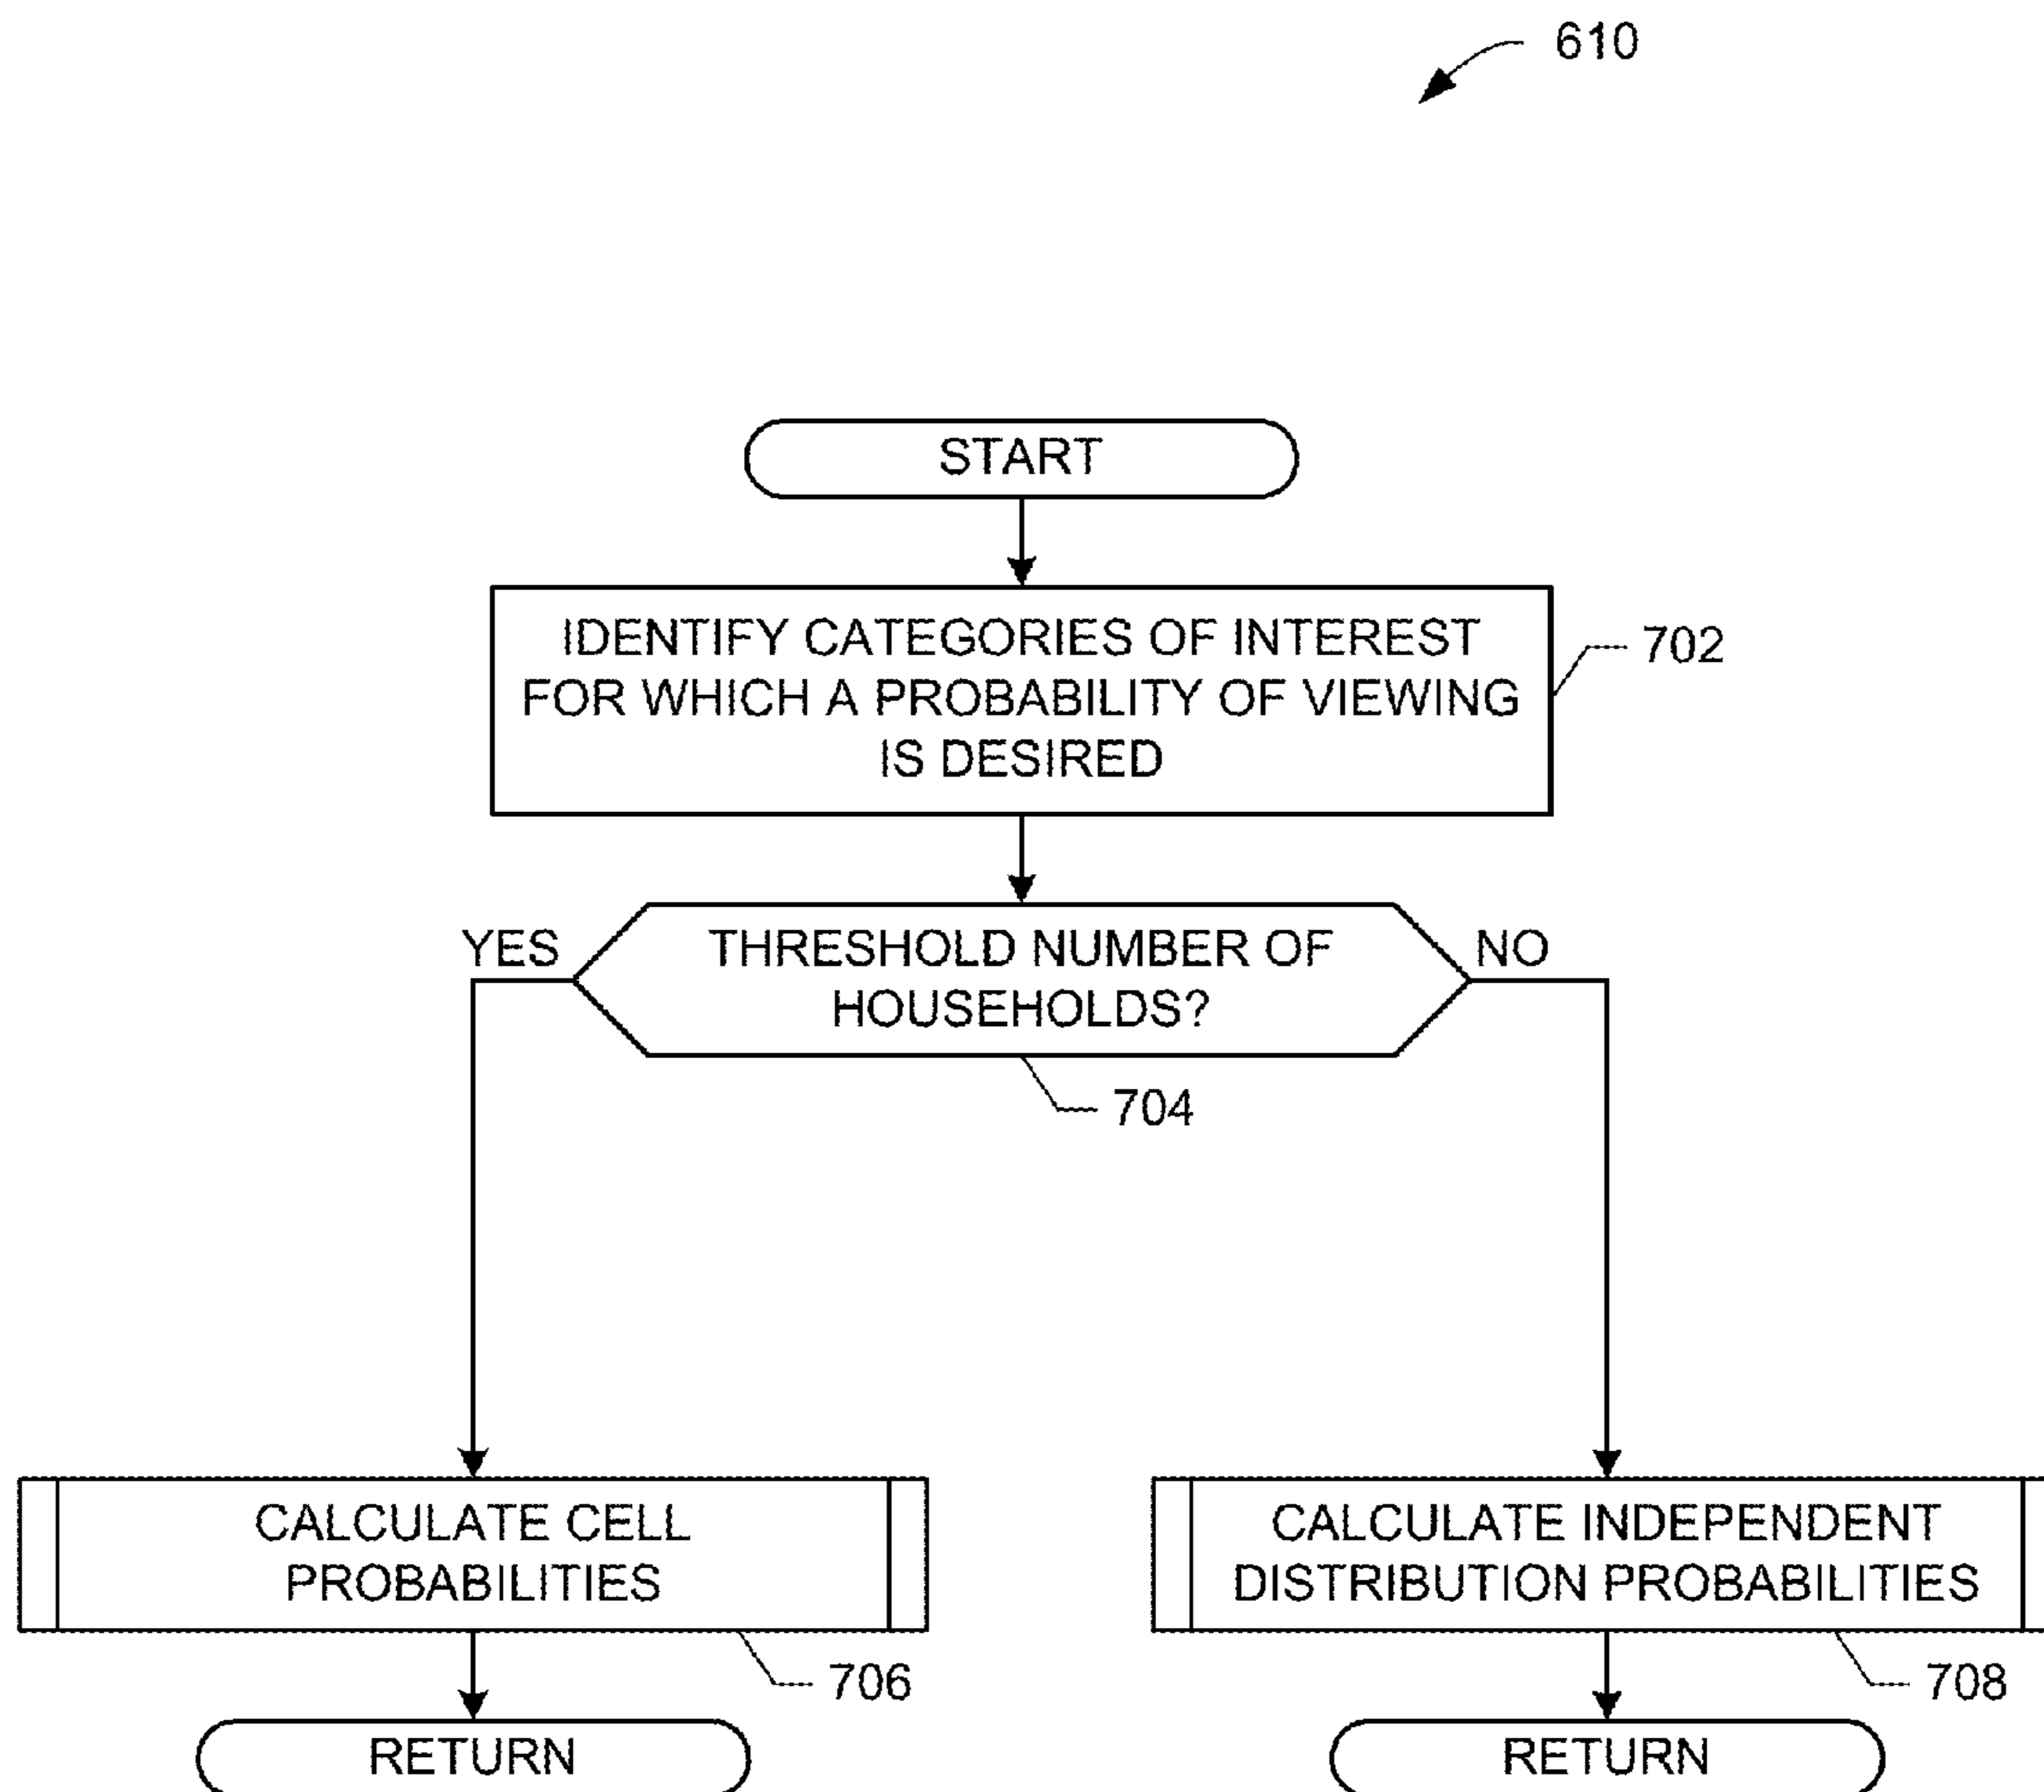 610
START
IDENTIFY CATEGORIES OF INTEREST
FOR WHICH A PROBABILITY OF VIEWING
IS DESIRED
702
YES
THRESHOLD NUMBER OF
HOUSEHOLDS?
NO
704
CALCULATE CELL
PROBABILITIES
706
RETURN
CALCULATE INDEPENDENT
DISTRIBUTION PROBABILITIES
708
RETURN